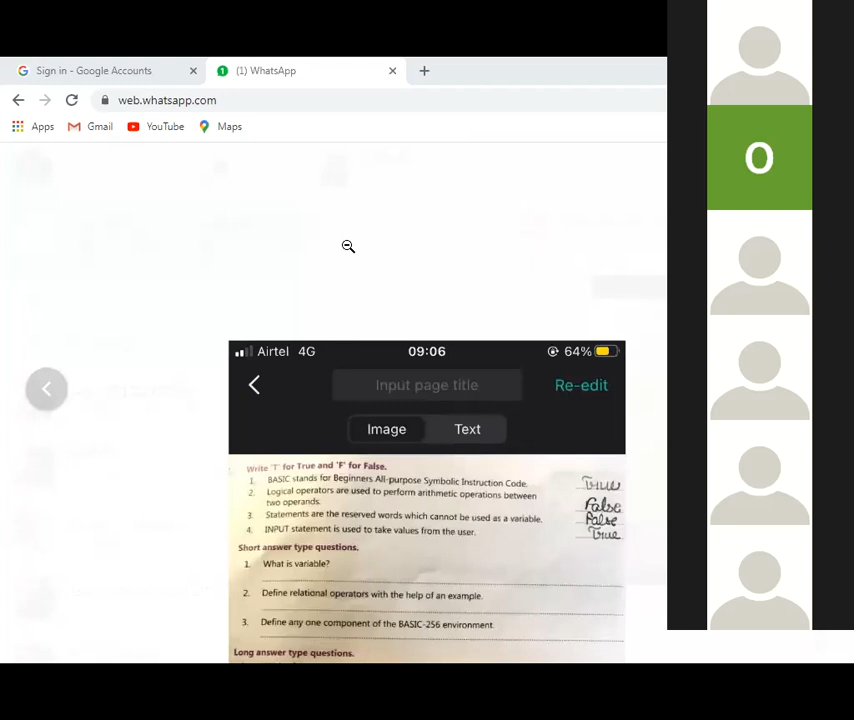 Sign in - Google Accounts
(1) WhatsApp
web.whatsapp.com
Apps
Gmail
YouTube
Maps
O
Airtel 4G
09:06
64%
Input page title
Re-edit
Image
Text
Write 'T' for True and 'F' for False.
1. BASIC stands for Beginners All-purpose Symbolic Instruction Code. True
2. Logical operators are used to perform arithmetic operations between
two operands. False
3. Statements are the reserved words which cannot be used as a variable. False
4. INPUT statement is used to take values from the user. True
Short answer type questions.
1. What is variable?
2. Define relational operators with the help of an example.
3. Define any one component of the BASIC-256 environment.
Long answer type questions.